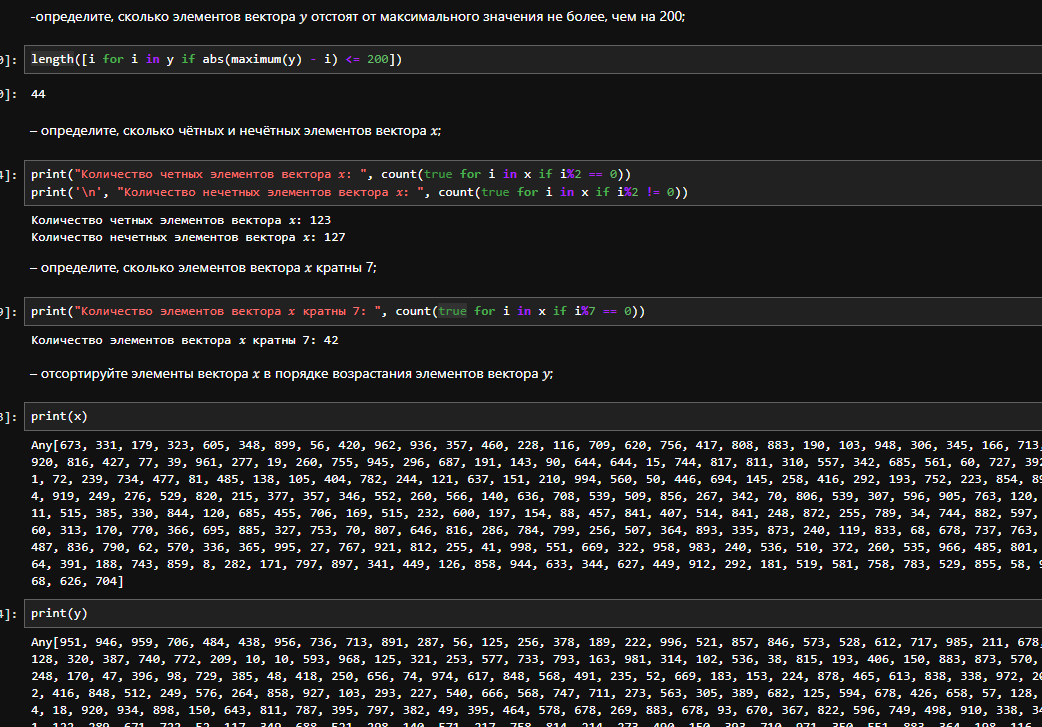 -определите, сколько элементов вектора y отстоят от максимального значения не более, чем на 200;
]: length([i for i in y if abs(maximum(y) - i) <= 200])
]: 44
– определите, сколько чётных и нечётных элементов вектора x;
]: print("Количество четных элементов вектора x: ", count(true for i in x if i%2 == 0))
print('\n', "Количество нечетных элементов вектора x: ", count(true for i in x if i%2 != 0))
Количество четных элементов вектора x: 123
Количество нечетных элементов вектора x: 127
– определите, сколько элементов вектора x кратны 7;
]: print("Количество элементов вектора x кратны 7: ", count(true for i in x if i%7 == 0))
Количество элементов вектора x кратны 7: 42
– отсортируйте элементы вектора x в порядке возрастания элементов вектора y;
]: print(x)
Any[673, 331, 179, 323, 605, 348, 899, 56, 420, 962, 936, 357, 460, 228, 116, 709, 620, 756, 417, 808, 883, 190, 103, 948, 306, 345, 166, 713,
920, 816, 427, 77, 39, 961, 277, 19, 260, 755, 945, 296, 687, 191, 143, 90, 644, 644, 15, 744, 817, 811, 310, 557, 342, 685, 561, 60, 727, 392
1, 72, 239, 734, 477, 81, 485, 138, 105, 404, 782, 244, 121, 637, 151, 210, 994, 560, 50, 446, 694, 145, 258, 416, 292, 193, 752, 223, 854,
4, 919, 249, 276, 529, 820, 215, 377, 357, 346, 552, 260, 566, 140, 636, 708, 539, 509, 856, 267, 342, 70, 806, 539, 307, 596, 905, 763, 120,
11, 515, 385, 330, 844, 120, 685, 455, 706, 169, 515, 232, 600, 197, 154, 88, 457, 841, 407, 514, 841, 248, 872, 255, 789, 34, 744, 882, 597,
60, 313, 170, 770, 366, 695, 885, 327, 753, 70, 807, 646, 816, 286, 784, 799, 256, 507, 364, 893, 335, 873, 240, 119, 833, 68, 678, 737, 763,
487, 836, 790, 62, 570, 336, 365, 995, 27, 767, 921, 812, 255, 41, 998, 551, 669, 322, 958, 983, 240, 536, 510, 372, 260, 535, 966, 485, 801,
64, 391, 188, 743, 859, 8, 282, 171, 797, 897, 341, 449, 126, 858, 944, 633, 344, 627, 449, 912, 292, 181, 519, 581, 758, 783, 529, 855, 58,
68, 626, 704]
]: print(y)
Any[951, 946, 959, 706, 484, 438, 956, 736, 713, 891, 287, 56, 125, 256, 378, 189, 222, 996, 521, 857, 846, 573, 528, 612, 717, 985, 211, 678,
128, 320, 387, 740, 772, 209, 10, 10, 593, 968, 125, 321, 253, 577, 733, 793, 163, 981, 314, 102, 536, 38, 815, 193, 406, 150, 883, 873, 570,
248, 170, 47, 396, 98, 729, 385, 48, 418, 250, 656, 74, 974, 617, 848, 568, 491, 235, 52, 669, 183, 153, 224, 878, 465, 613, 838, 338, 972,
2, 416, 848, 512, 249, 576, 264, 858, 927, 103, 293, 227, 540, 666, 568, 747, 711, 273, 563, 305, 389, 682, 125, 594, 678, 426, 658, 57, 128,
4, 18, 920, 934, 898, 150, 643, 811, 787, 395, 797, 382, 49, 395, 464, 578, 678, 269, 883, 678, 93, 670, 367, 822, 596, 749, 498, 910, 338,